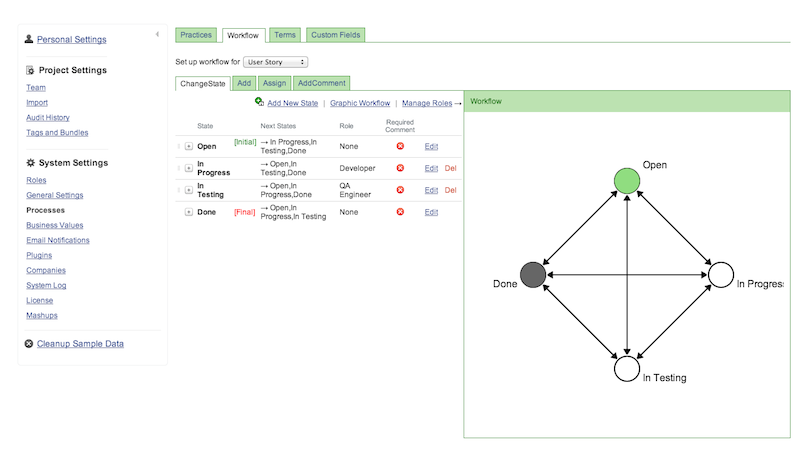 Personal Settings
Project Settings
Team
Import
Audit History
Tags and Bundles
System Settings
Roles
General Settings
Processes
Business Values
Email Notifications
Plugins
Companies
System Log
License
Mashups
Cleanup Sample Data
Practices Workflow Terms Custom Fields
Set up workflow for User Story
ChangeState Add Assign AddComment
Add New State | Graphic Workflow | Manage Roles →
State Next States Role Required
Comment
Open [Initial] → In Progress,In None Edit
Testing,Done
In → Open,In Developer Edit Del
Progress Testing,Done
In → Open,In QA Edit Del
Testing Progress,Done Engineer
Done [Final] → Open,In None Edit
Progress,In Testing
Workflow
Open
Done
In Progres
In Testing